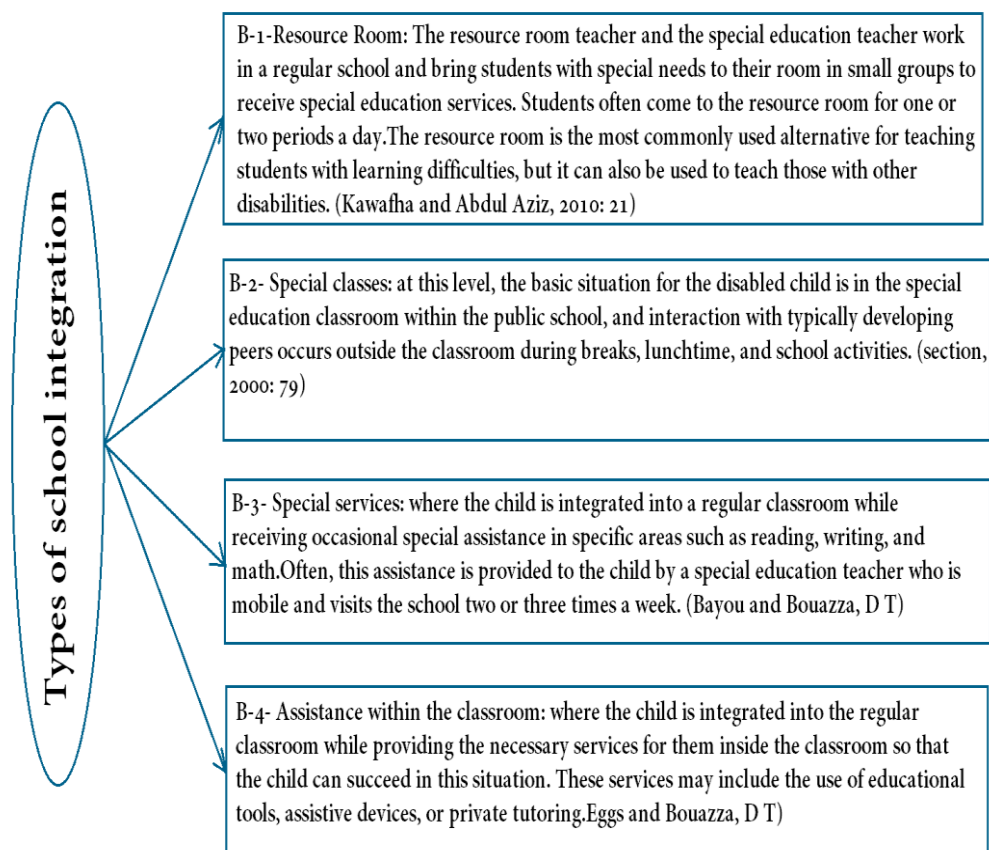 Types of school integration
B-1-Resource Room: The resource room teacher and the special education teacher work
in a regular school and bring students with special needs to their room in small groups to
receive special education services. Students often come to the resource room for one or
two periods a day.The resource room is the most commonly used alternative for teaching
students with learning difficulties, but it can also be used to teach those with other
disabilities. (Kawafha and Abdul Aziz, 2010: 21)
B-2- Special classes: at this level, the basic situation for the disabled child is in the special
education classroom within the public school, and interaction with typically developing
peers occurs outside the classroom during breaks, lunchtime, and school activities. (section,
2000: 79)
B-3- Special services: where the child is integrated into a regular classroom while
receiving occasional special assistance in specific areas such as reading, writing, and
math.Often, this assistance is provided to the child by a special education teacher who is
mobile and visits the school two or three times a week. (Bayou and Bouazza, D T)
B-4- Assistance within the classroom: where the child is integrated into the regular
classroom while providing the necessary services for them inside the classroom so that
the child can succeed in this situation. These services may include the use of educational
tools, assistive devices, or private tutoring.Eggs and Bouazza, D T)